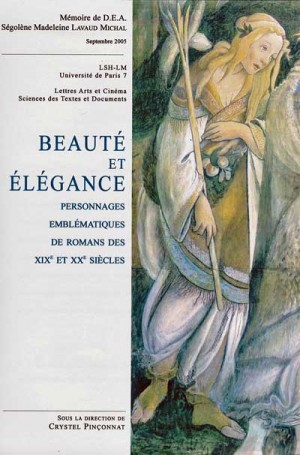 Mémoire de D.E.A.
Ségolène Madeleine Lavaud Michal
Septembre 2005
LSH-LM
Université de Paris 7
Lettres Arts et Cinéma
Sciences des Textes et Documents
BEAUTÉ
ET
ÉLÉGANCE
PERSONNAGES
EMBLÉMATIQUES
DE ROMANS DES
XIXE ET XXE SIÈCLES
Sous la direction de
Crystel Pinçonnat